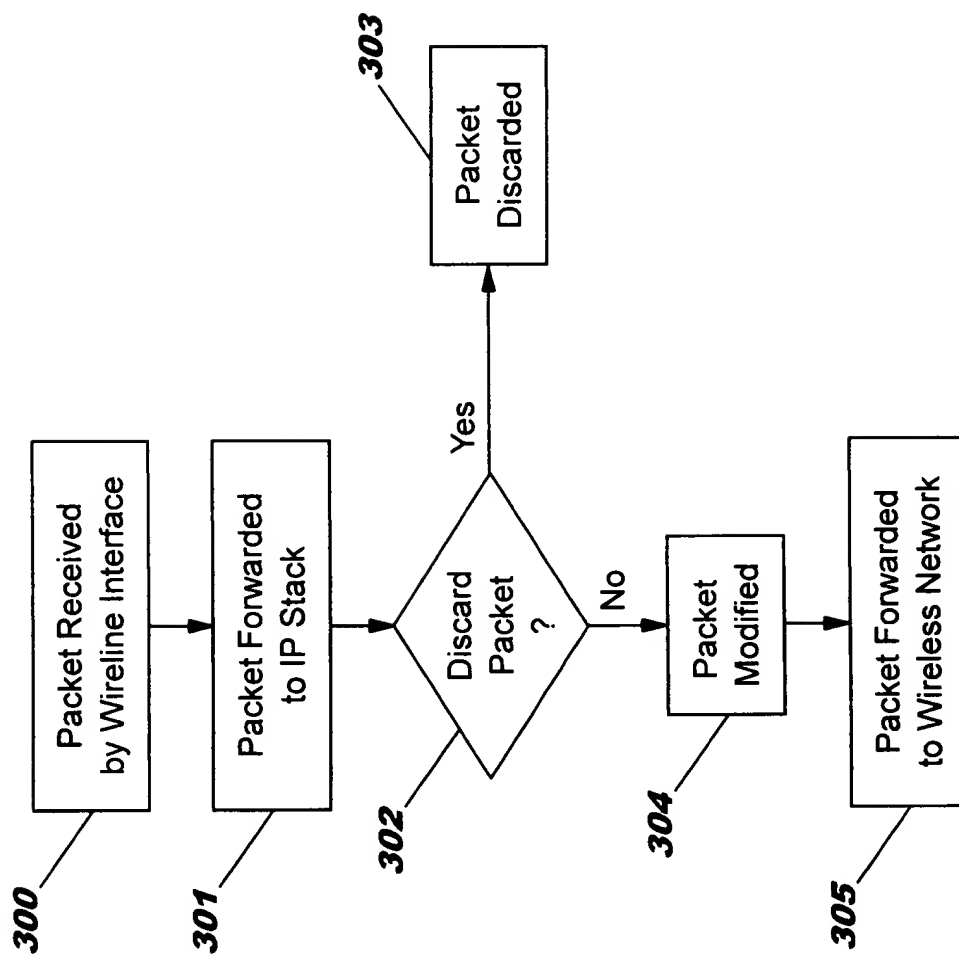 300
Packet Received
by Wireline Interface
301
Packet Forwarded
to IP Stack
302
Discard
Packet
?
Yes
303
Packet
Discarded
No
304
Packet
Modified
305
Packet Forwarded
to Wireless Network